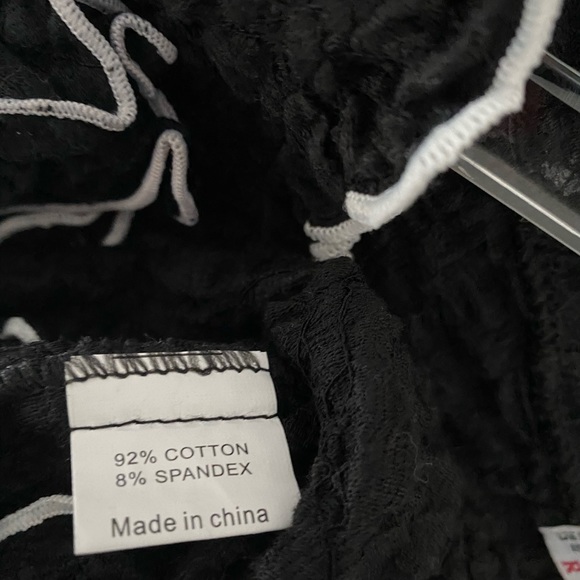 92% COTTON
8% SPANDEX
Made in china